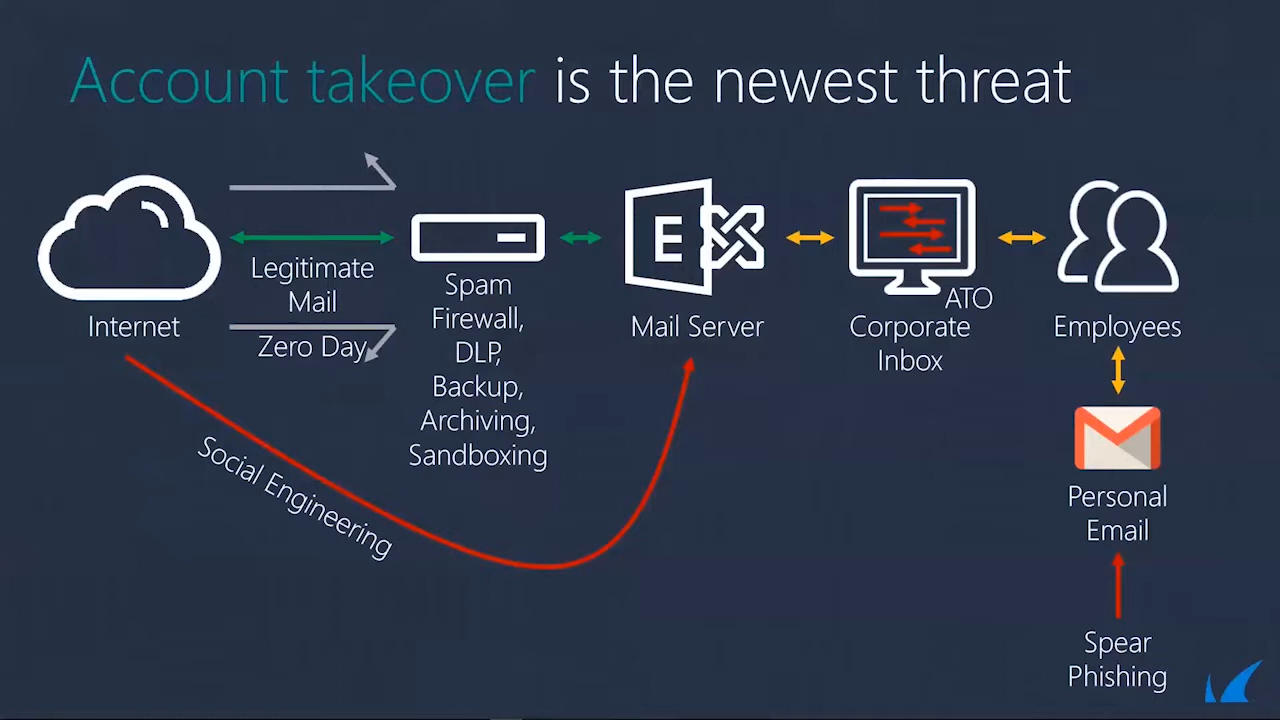 Account takeover is the newest threat
Internet
Legitimate
Mail
Zero Day
Social Engineering
Spam
Firewall,
DLP,
Backup,
Archiving,
Sandboxing
E
Mail Server
ATO
Corporate
Inbox
Employees
Personal
Email
Spear
Phishing